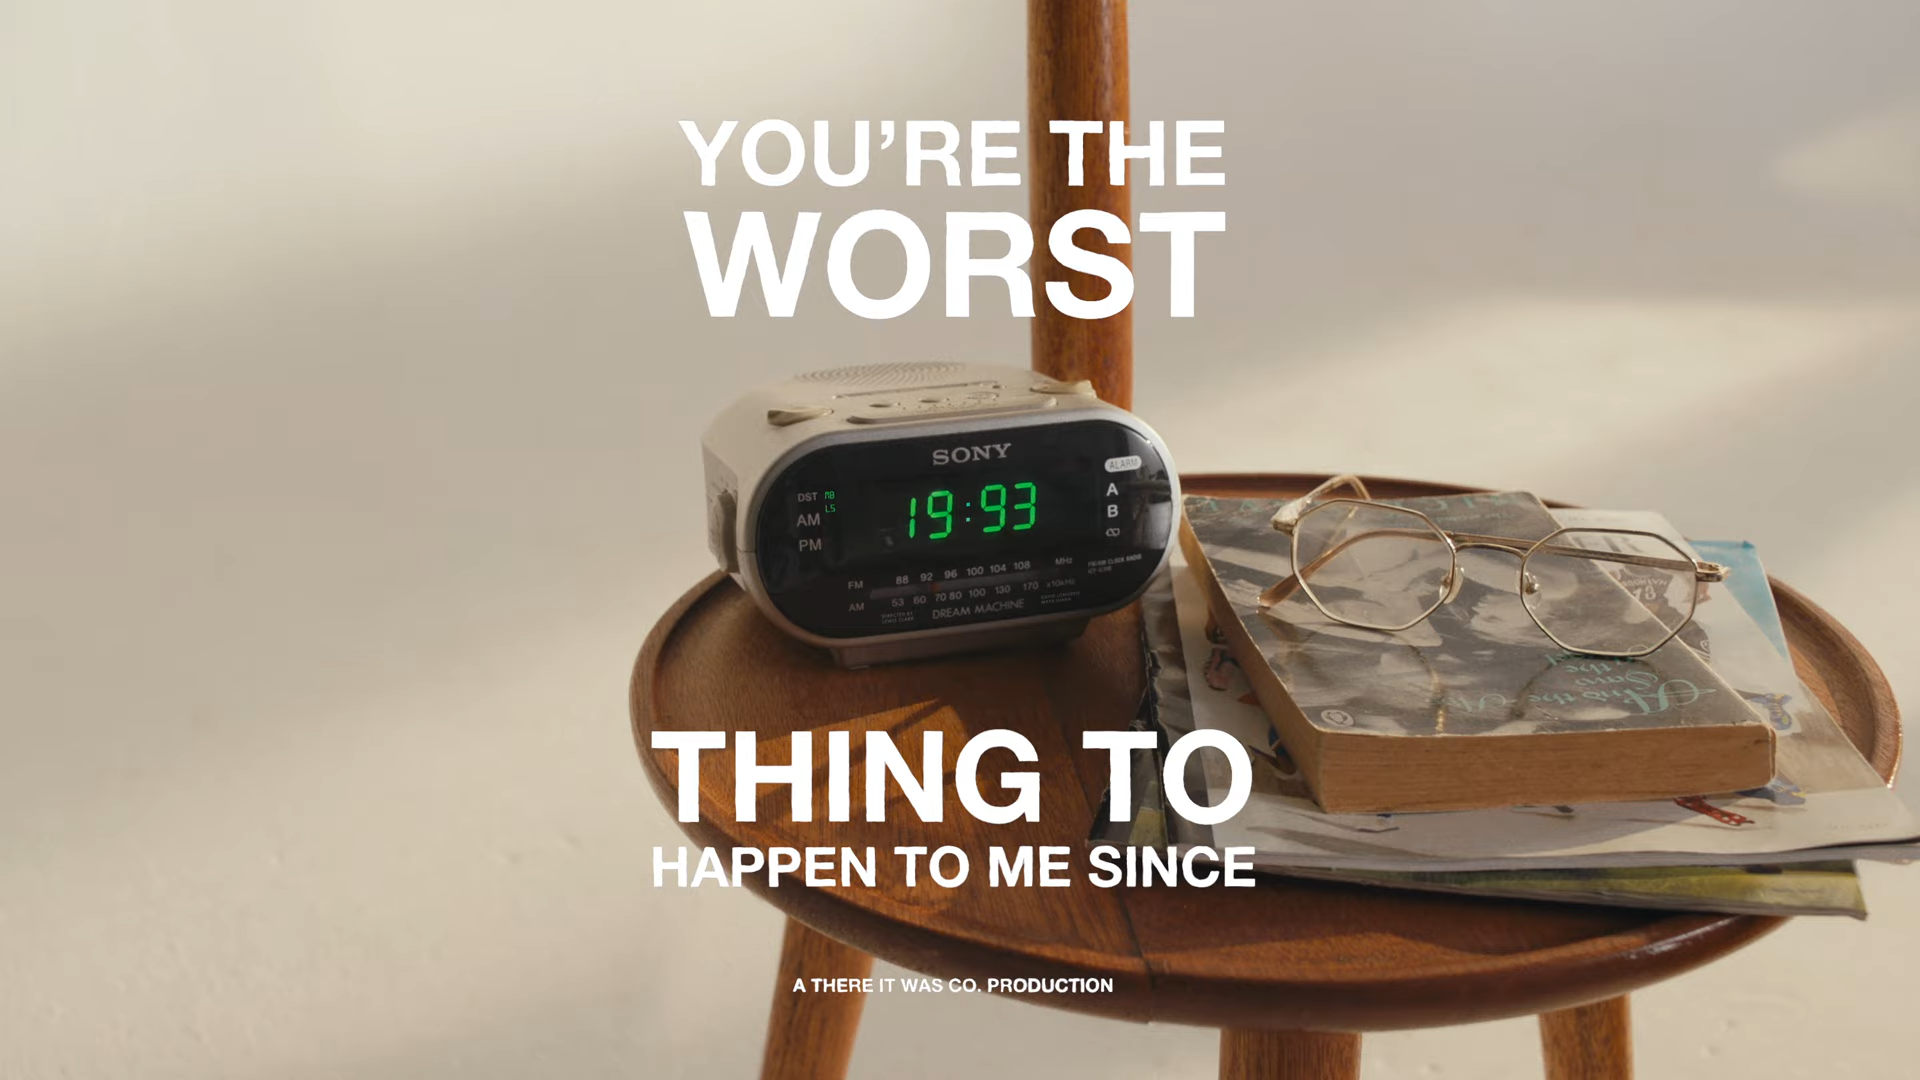 YOU'RE THE
WORST
SONY
ALARM
DST
AM
PM
19:93
A
B
FM 88 92 96 100 104 108 MHz
AM 53 60 70 80 100 130 170 x10kHz
DREAM MACHINE
THING TO
HAPPEN TO ME SINCE
A THERE IT WAS CO. PRODUCTION